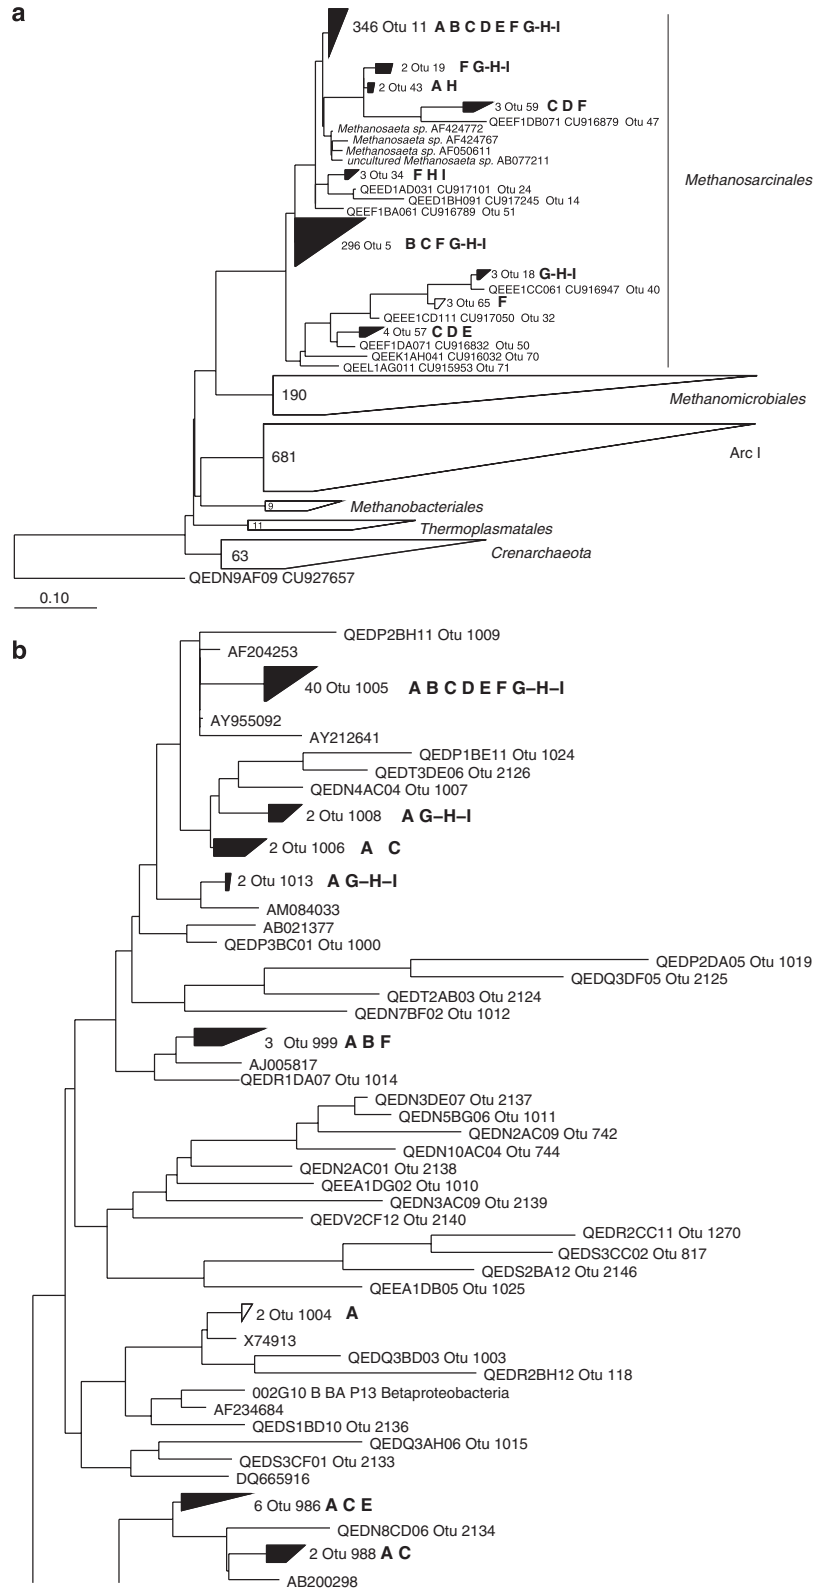 a
346 Otu 11 A B C D E F G-H-I
2 Otu 19 F G-H-I
2 Otu 43 A H
3 Otu 59 C D F
QEEF1DB071 CU916879 Otu 47
Methanosaeta sp. AF424772
Methanosaeta sp. AF424767
Methanosaeta sp. AF050611
uncultured Methanosaeta sp. AB077211
Methanosarcinales
3 Otu 34 F H I
QEED1AD031 CU917101 Otu 24
QEED1BH091 CU917245 Otu 14
QEEF1BA061 CU916789 Otu 51
296 Otu 5 B C F G-H-I
3 Otu 18 G-H-I
QEEE1CC061 CU916947 Otu 40
3 Otu 65 F
QEEE1CD111 CU917050 Otu 32
4 Otu 57 C D E
QEEF1DA071 CU916832 Otu 50
QEEK1AH041 CU916032 Otu 70
QEEL1AG011 CU915953 Otu 71
190
Methanomicrobiales
681
Arc I
9
Methanobacteriales
11
Thermoplasmatales
63
Crenarchaeota
QEDN9AF09 CU927657
0.10
b
QEDP2BH11 Otu 1009
AF204253
40 Otu 1005 A B C D E F G–H–I
AY955092
AY212641
QEDP1BE11 Otu 1024
QEDT3DE06 Otu 2126
QEDN4AC04 Otu 1007
2 Otu 1008 A G–H–I
2 Otu 1006 A C
2 Otu 1013 A G–H–I
AM084033
AB021377
QEDP3BC01 Otu 1000
QEDP2DA05 Otu 1019
QEDQ3DF05 Otu 2125
QEDT2AB03 Otu 2124
QEDN7BF02 Otu 1012
3 Otu 999 A B F
AJ005817
QEDR1DA07 Otu 1014
QEDN3DE07 Otu 2137
QEDN5BG06 Otu 1011
QEDN2AC09 Otu 742
QEDN10AC04 Otu 744
QEDN2AC01 Otu 2138
QEEA1DG02 Otu 1010
QEDN3AC09 Otu 2139
QEDV2CF12 Otu 2140
QEDR2CC11 Otu 1270
QEDS3CC02 Otu 817
QEDS2BA12 Otu 2146
QEEA1DB05 Otu 1025
2 Otu 1004 A
X74913
QEDQ3BD03 Otu 1003
QEDR2BH12 Otu 118
002G10 B BA P13 Betaproteobacteria
AF234684
QEDS1BD10 Otu 2136
QEDQ3AH06 Otu 1015
QEDS3CF01 Otu 2133
DQ665916
6 Otu 986 A C E
QEDN8CD06 Otu 2134
2 Otu 988 A C
AB200298